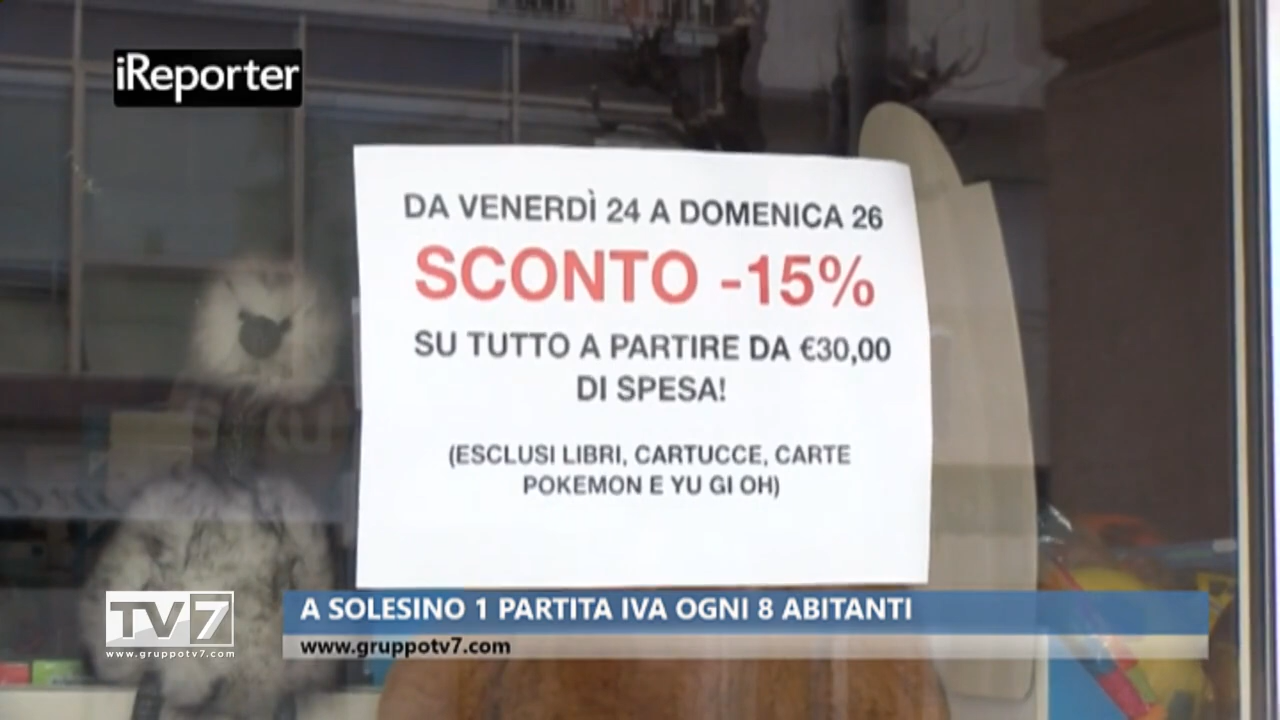 iReporter
DA VENERDÌ 24 A DOMENICA 26
SCONTO -15%
SU TUTTO A PARTIRE DA €30,00
DI SPESA!
(ESCLUSI LIBRI, CARTUCCE, CARTE
POKEMON E YU GI OH)
TV7
www.gruppotv7.com
A SOLESINO 1 PARTITA IVA OGNI 8 ABITANTI
www.gruppotv7.com